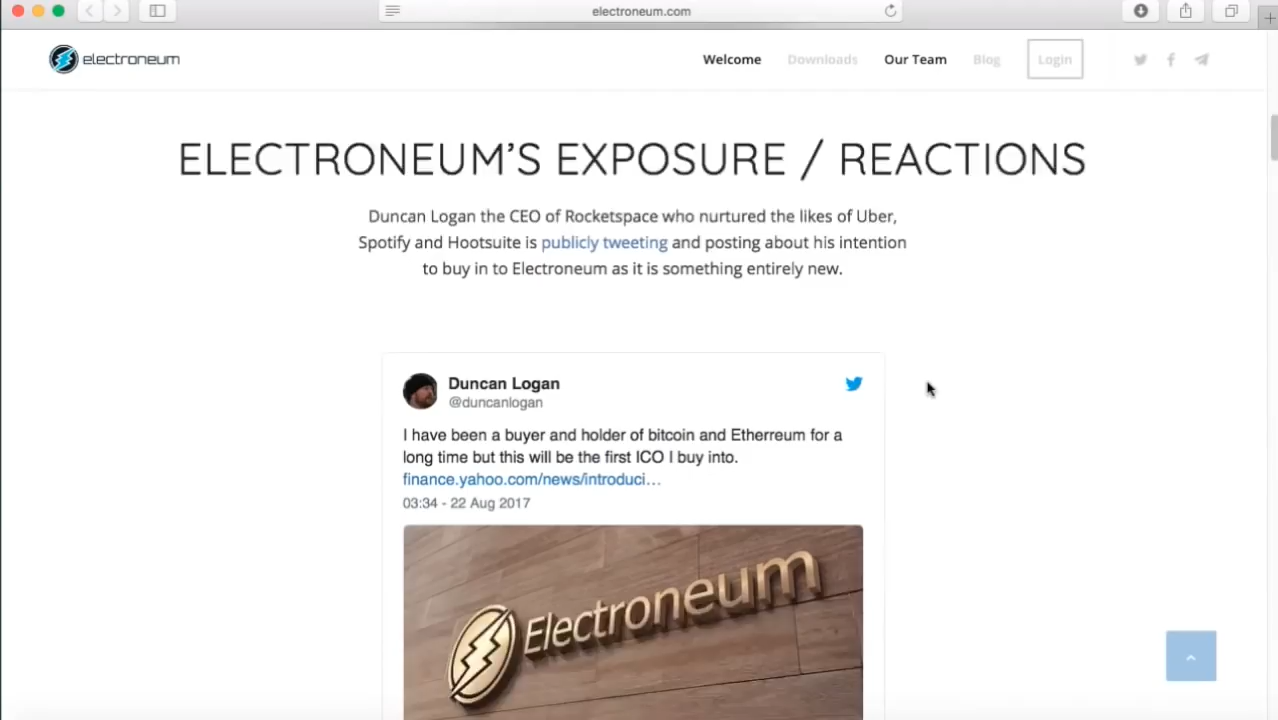 electroneum.com
electroneum
Welcome
Downloads
Our Team
Blog
Login
ELECTRONEUM’S EXPOSURE / REACTIONS
Duncan Logan the CEO of Rocketspace who nurtured the likes of Uber,
Spotify and Hootsuite is publicly tweeting and posting about his intention
to buy in to Electroneum as it is something entirely new.
Duncan Logan
@duncanlogan
I have been a buyer and holder of bitcoin and Etherreum for a
long time but this will be the first ICO I buy into.
finance.yahoo.com/news/introduci…
03:34 - 22 Aug 2017
Electroneum